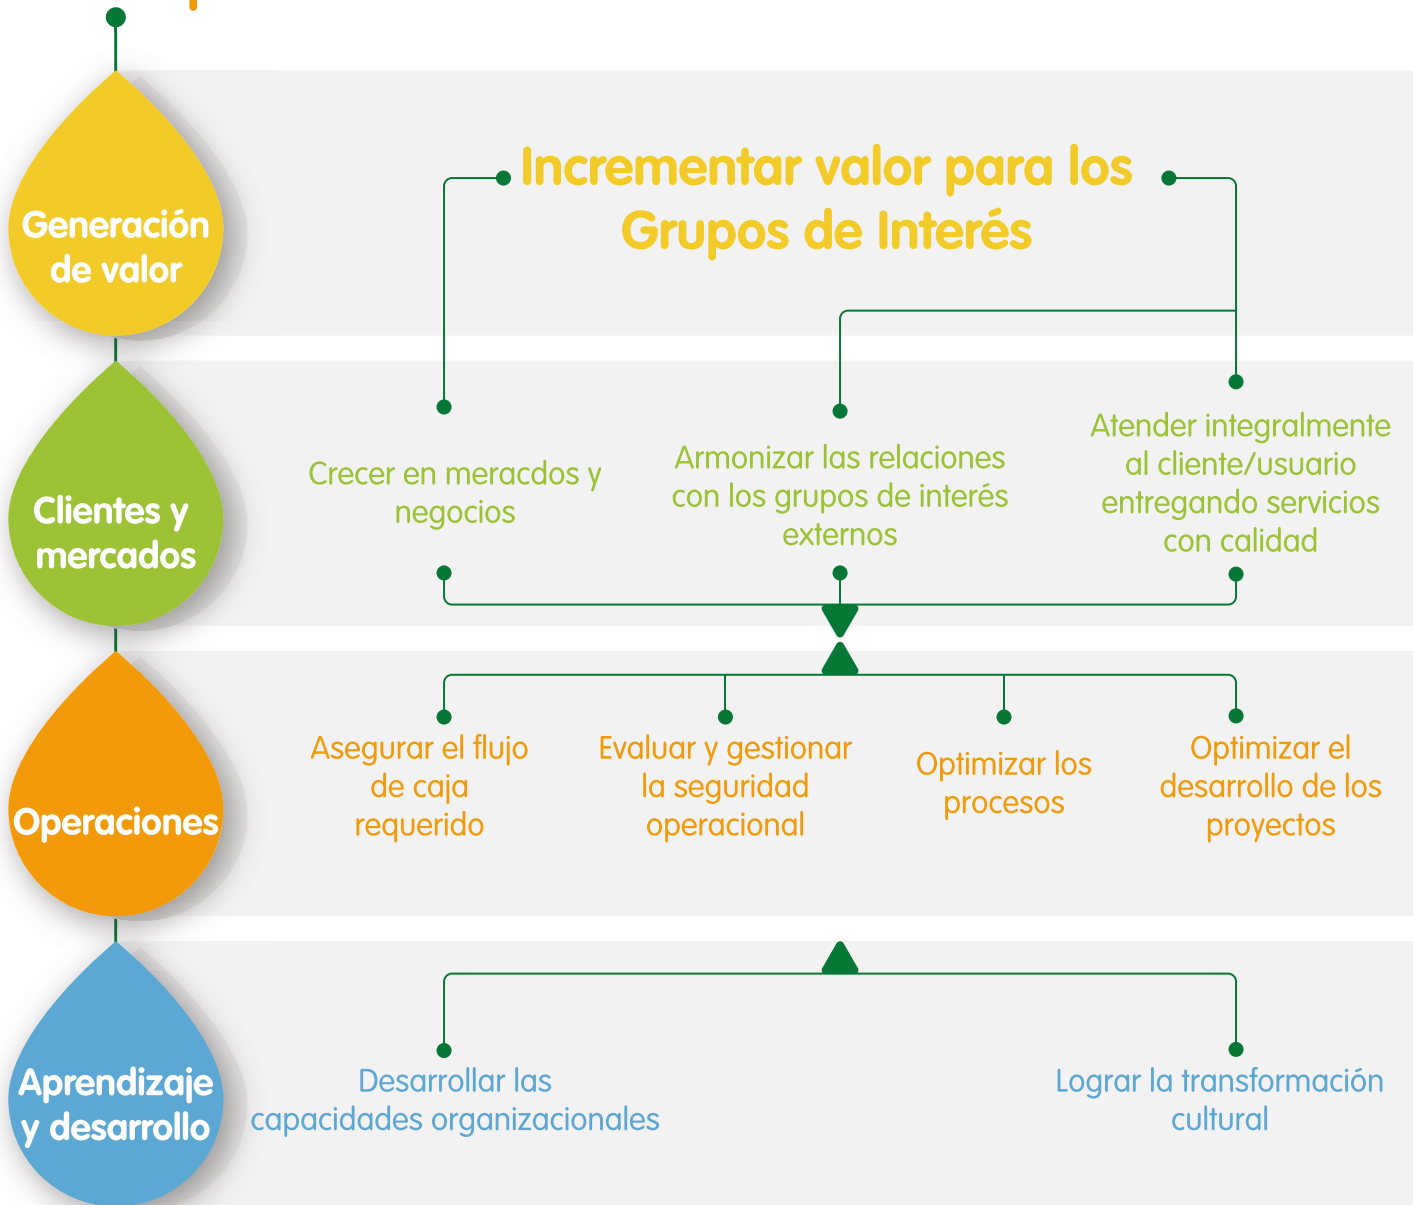 Generación
de valor
Incrementar valor para los
Grupos de Interés
Clientes y
mercados
Crecer en meracdos y
negocios
Armonizar las relaciones
con los grupos de interés
externos
Atender integralmente
al cliente/usuario
entregando servicios
con calidad
Operaciones
Asegurar el flujo
de caja
requerido
Evaluar y gestionar
la seguridad
operacional
Optimizar los
procesos
Optimizar el
desarrollo de los
proyectos
Aprendizaje
y desarrollo
Desarrollar las
capacidades organizacionales
Lograr la transformación
cultural